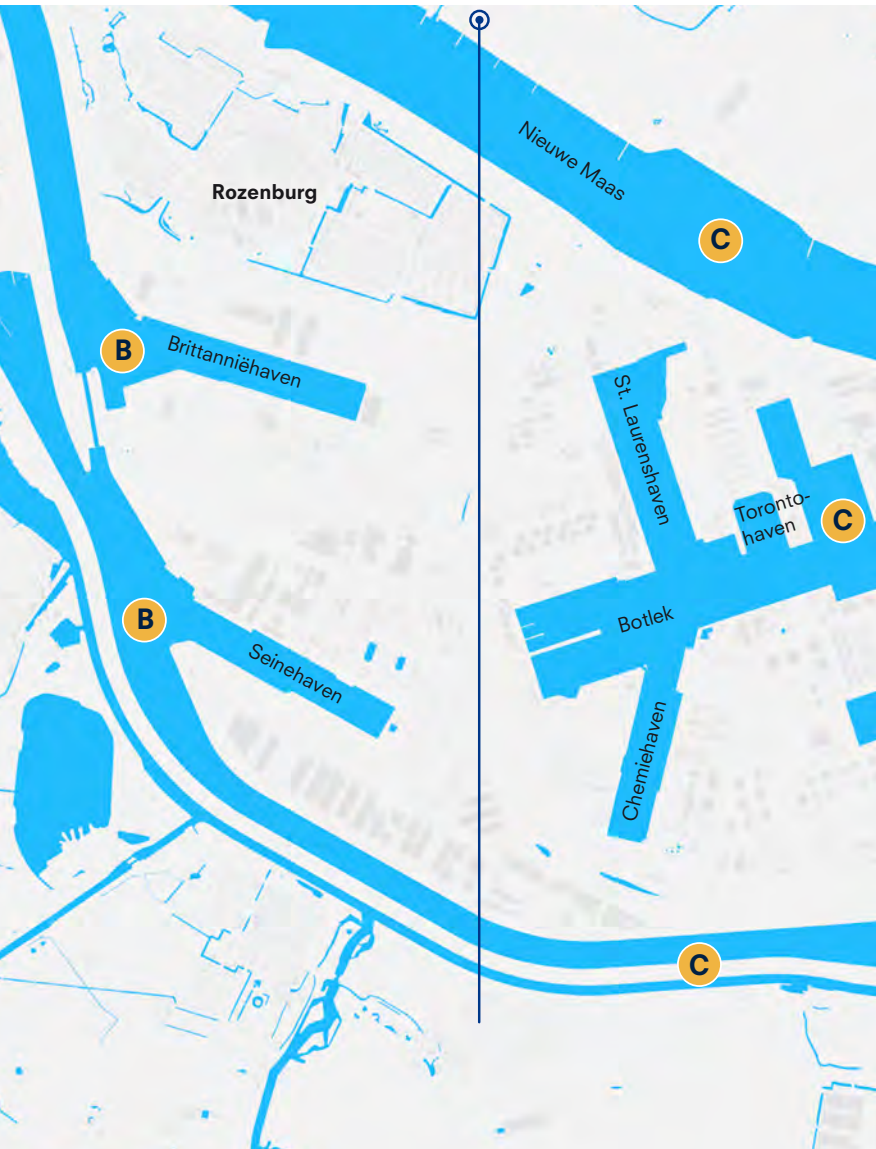 Nieuwe Maas
Rozenburg
C
B
Brittanniëhaven
St. Laurenshaven
Toronto-
haven
C
B
Botlek
Seinehaven
Chemiehaven
C